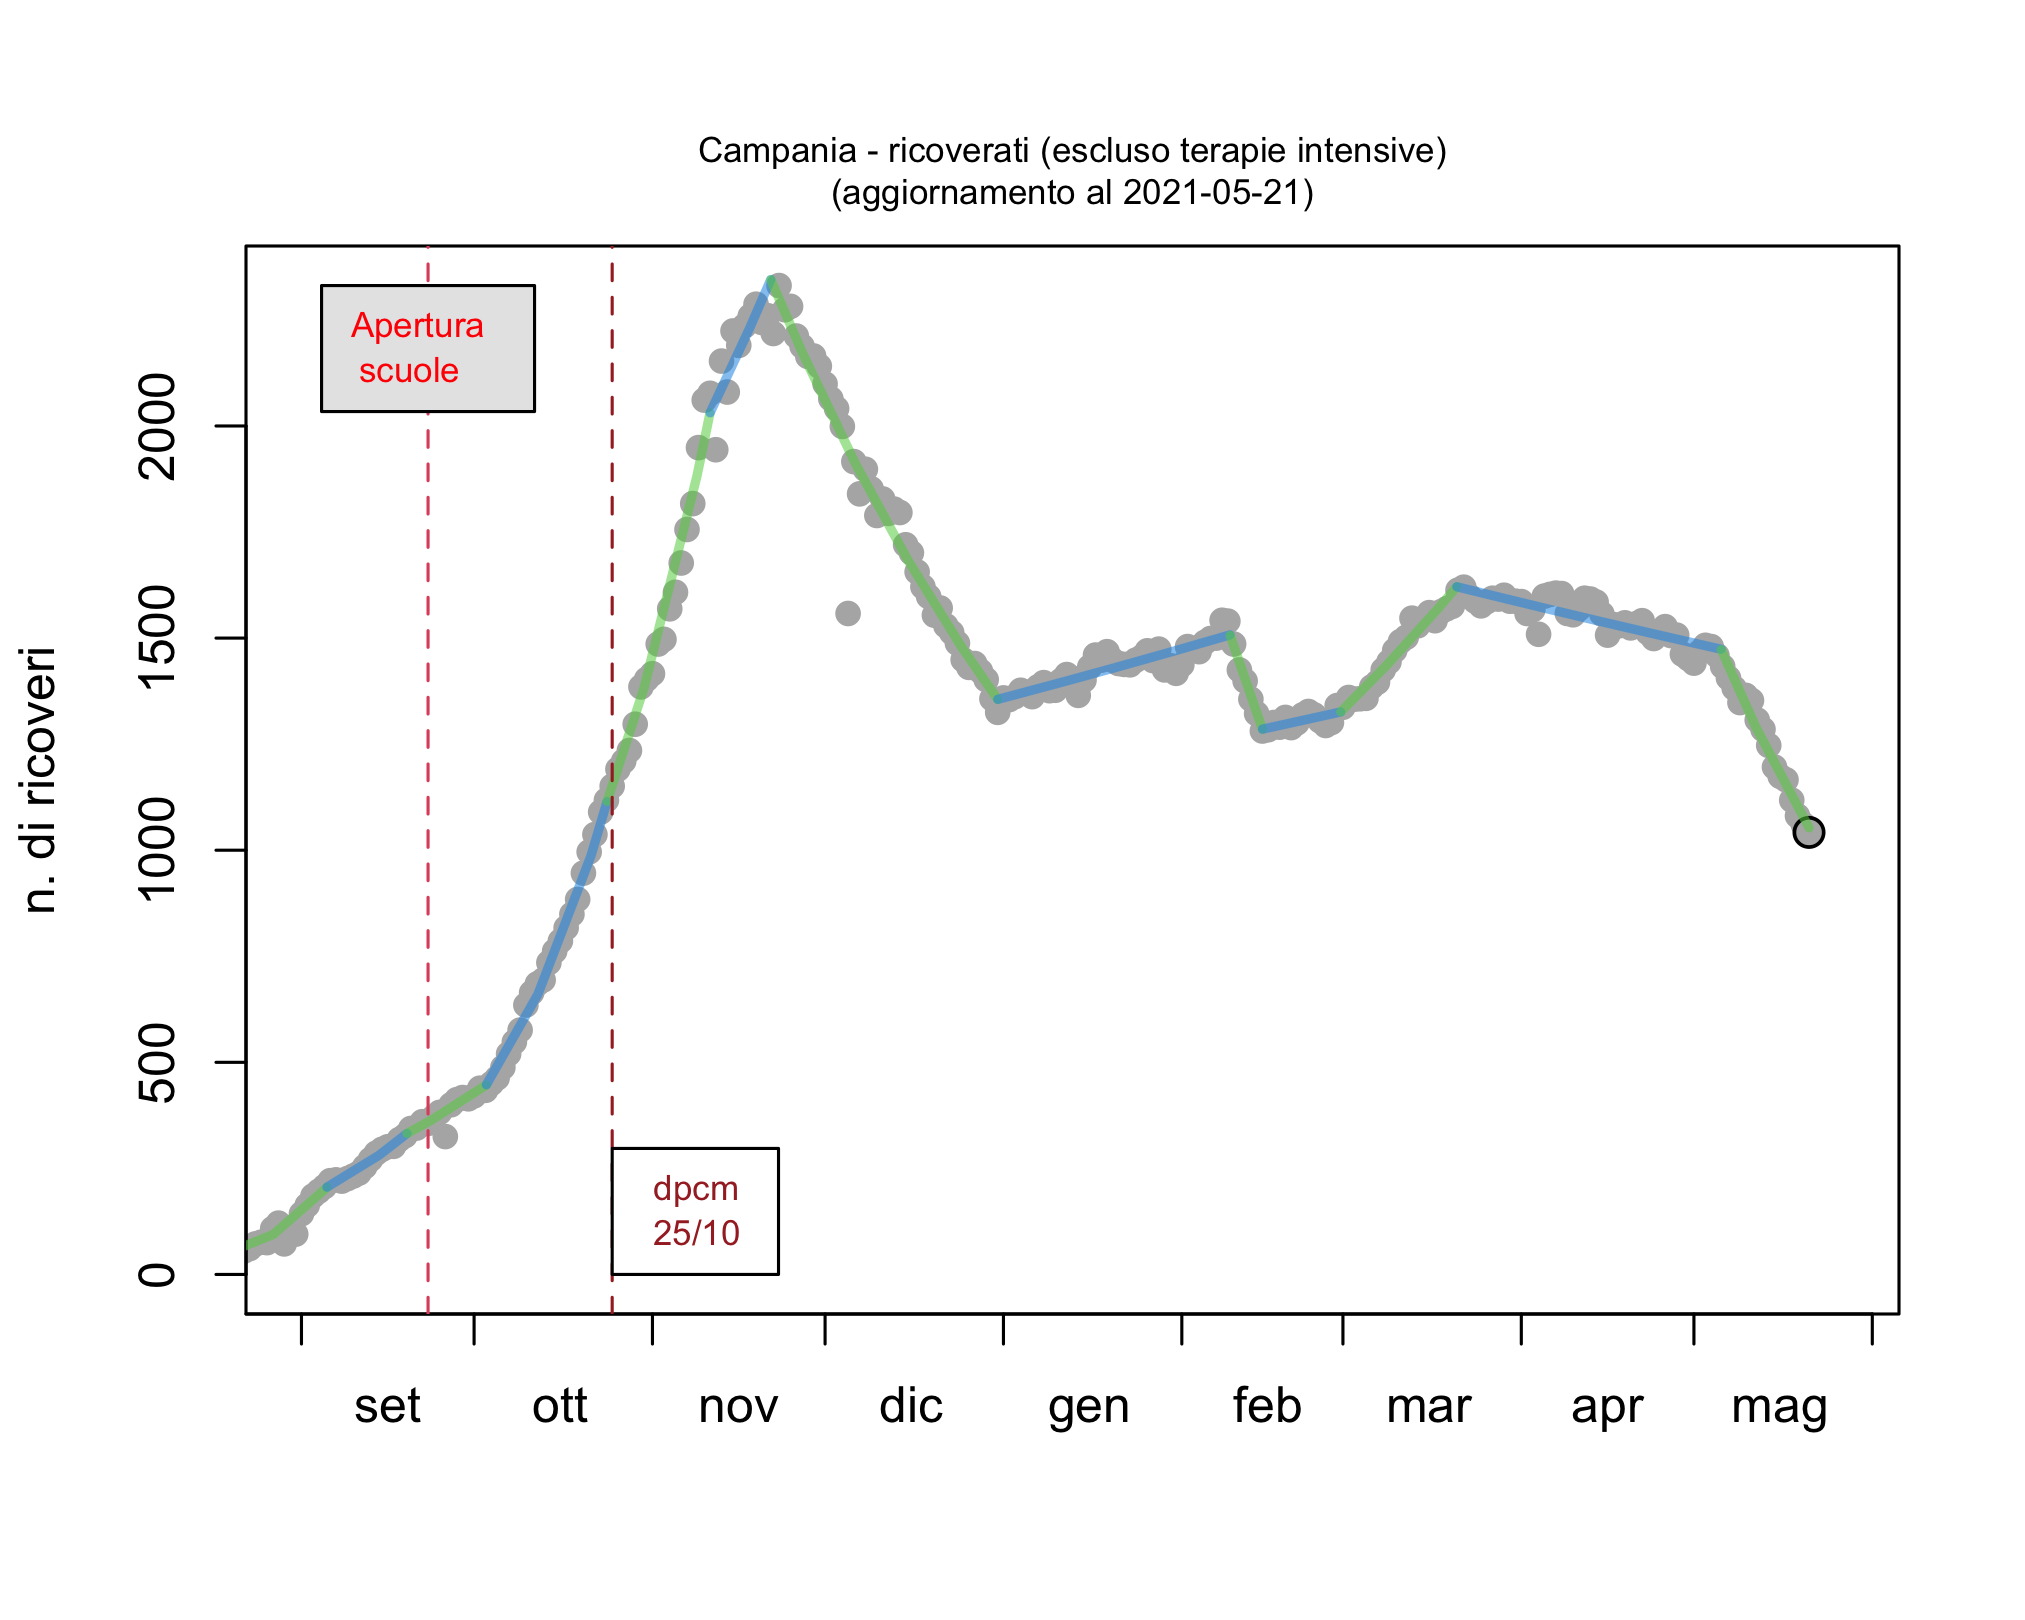 Campania - ricoverati (escluso terapie intensive)
(aggiornamento al 2021-05-21)
Apertura
scuole
dpcm
25/10
n. di ricoveri
2000
1500
1000
500
0
set ott nov dic gen feb mar apr mag